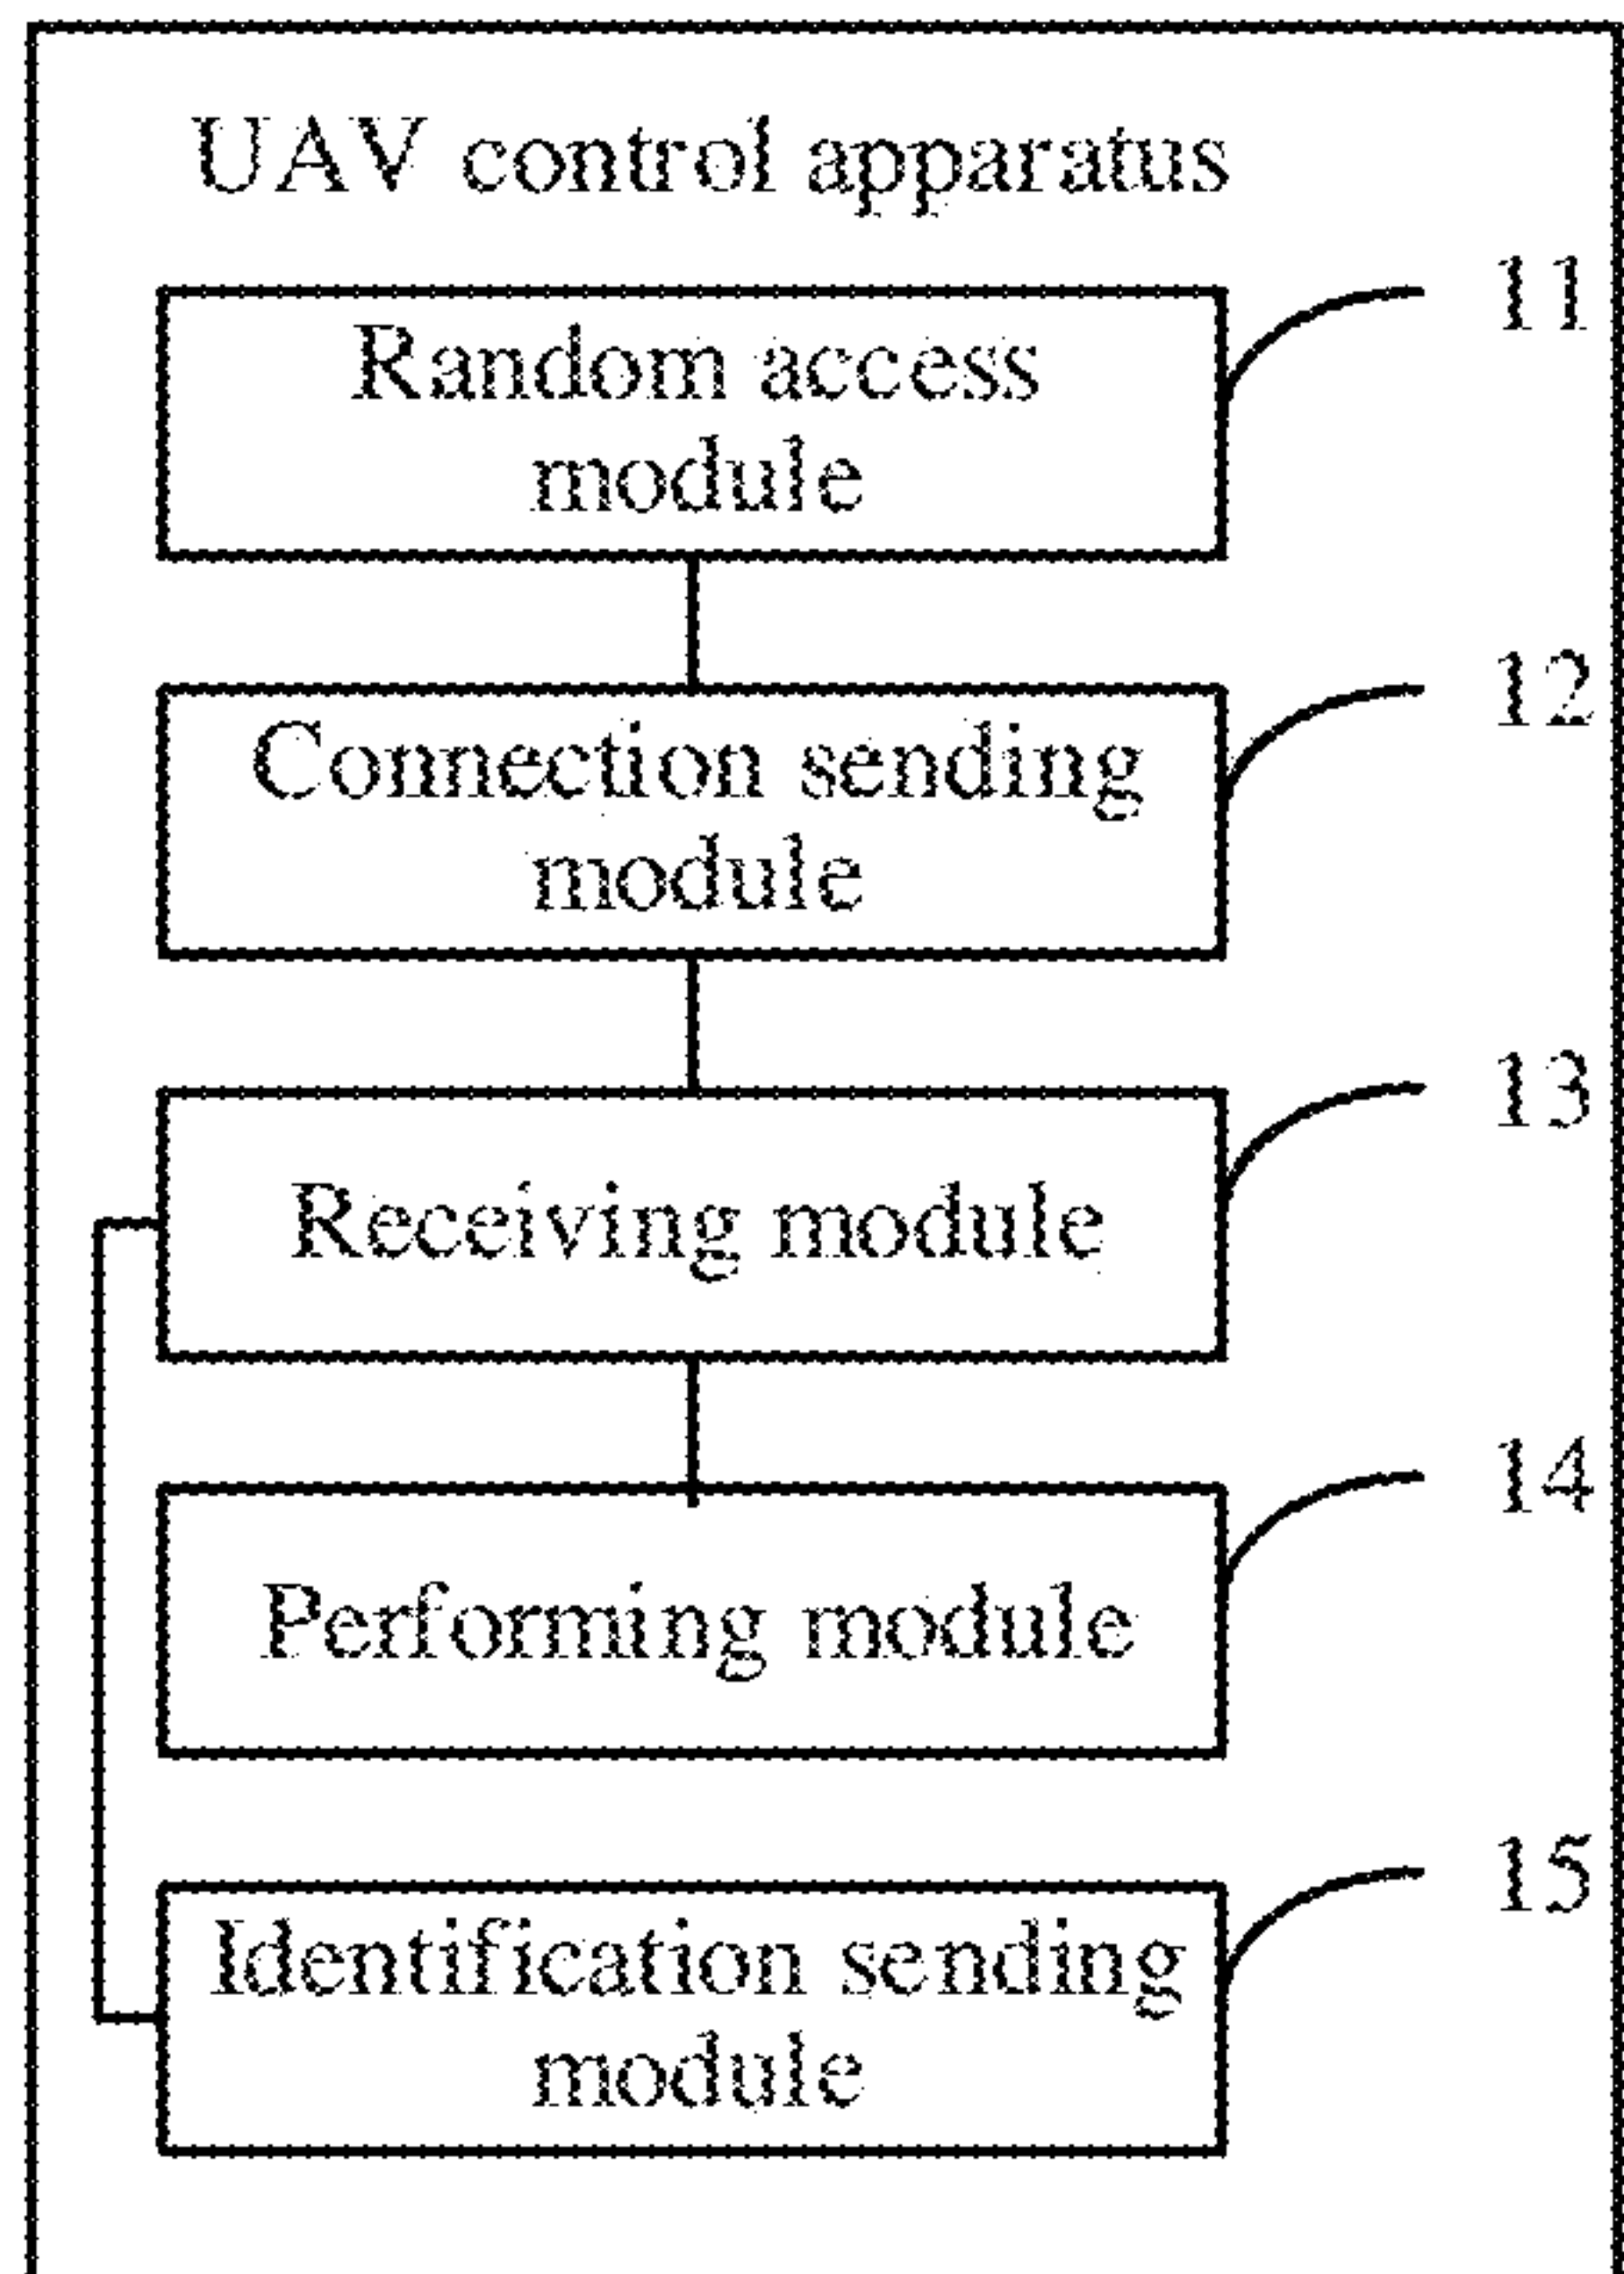 UAV control apparatus
11
Random access
module
12
Connection sending
module
13
Receiving module
14
Performing module
15
Identification sending
module